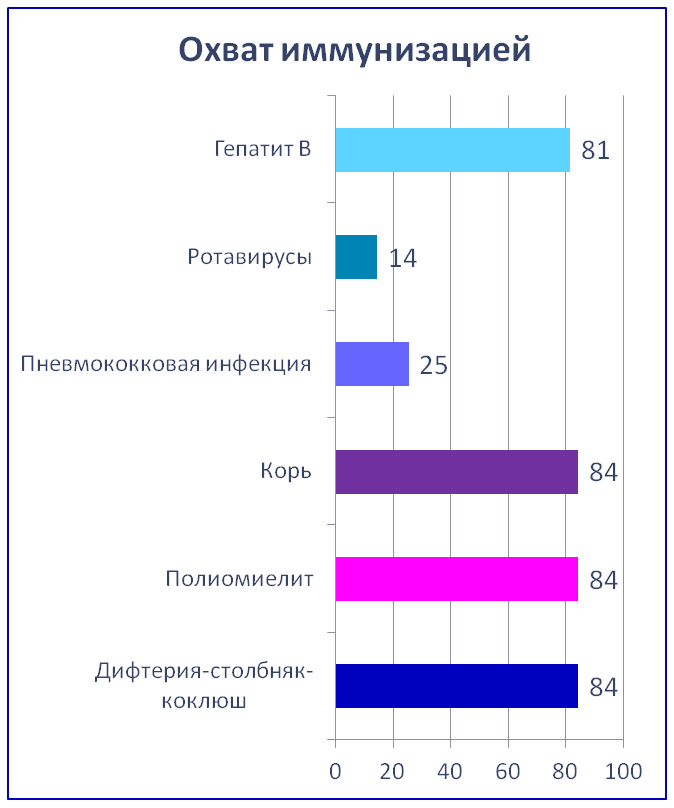 Охват иммунизацией
Гепатит В
81
Ротавирусы
14
Пневмококковая инфекция
25
Корь
84
Полиомиелит
84
Дифтерия-столбняк-
коклюш
84
0 20 40 60 80 100